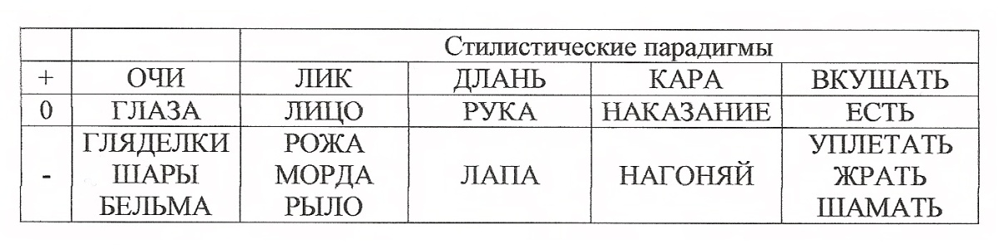 Стилистические парадигмы
+ ОЧИ ЛИК ДЛАНЬ КАРА ВКУШАТЬ
0 ГЛАЗА ЛИЦО РУКА НАКАЗАНИЕ ЕСТЬ
ГЛЯДЕЛКИ РОЖА УПЛЕТАТЬ
- ШАРЫ МОРДА ЛАПА НАГОНЯЙ ЖРАТЬ
БЕЛЬМА РЫЛО ШАМАТЬ